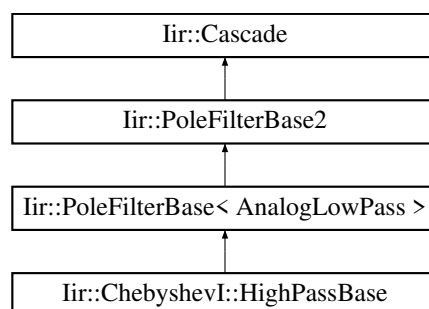 Iir::Cascade
Iir::PoleFilterBase2
Iir::PoleFilterBase< AnalogLowPass >
Iir::ChebyshevI::HighPassBase